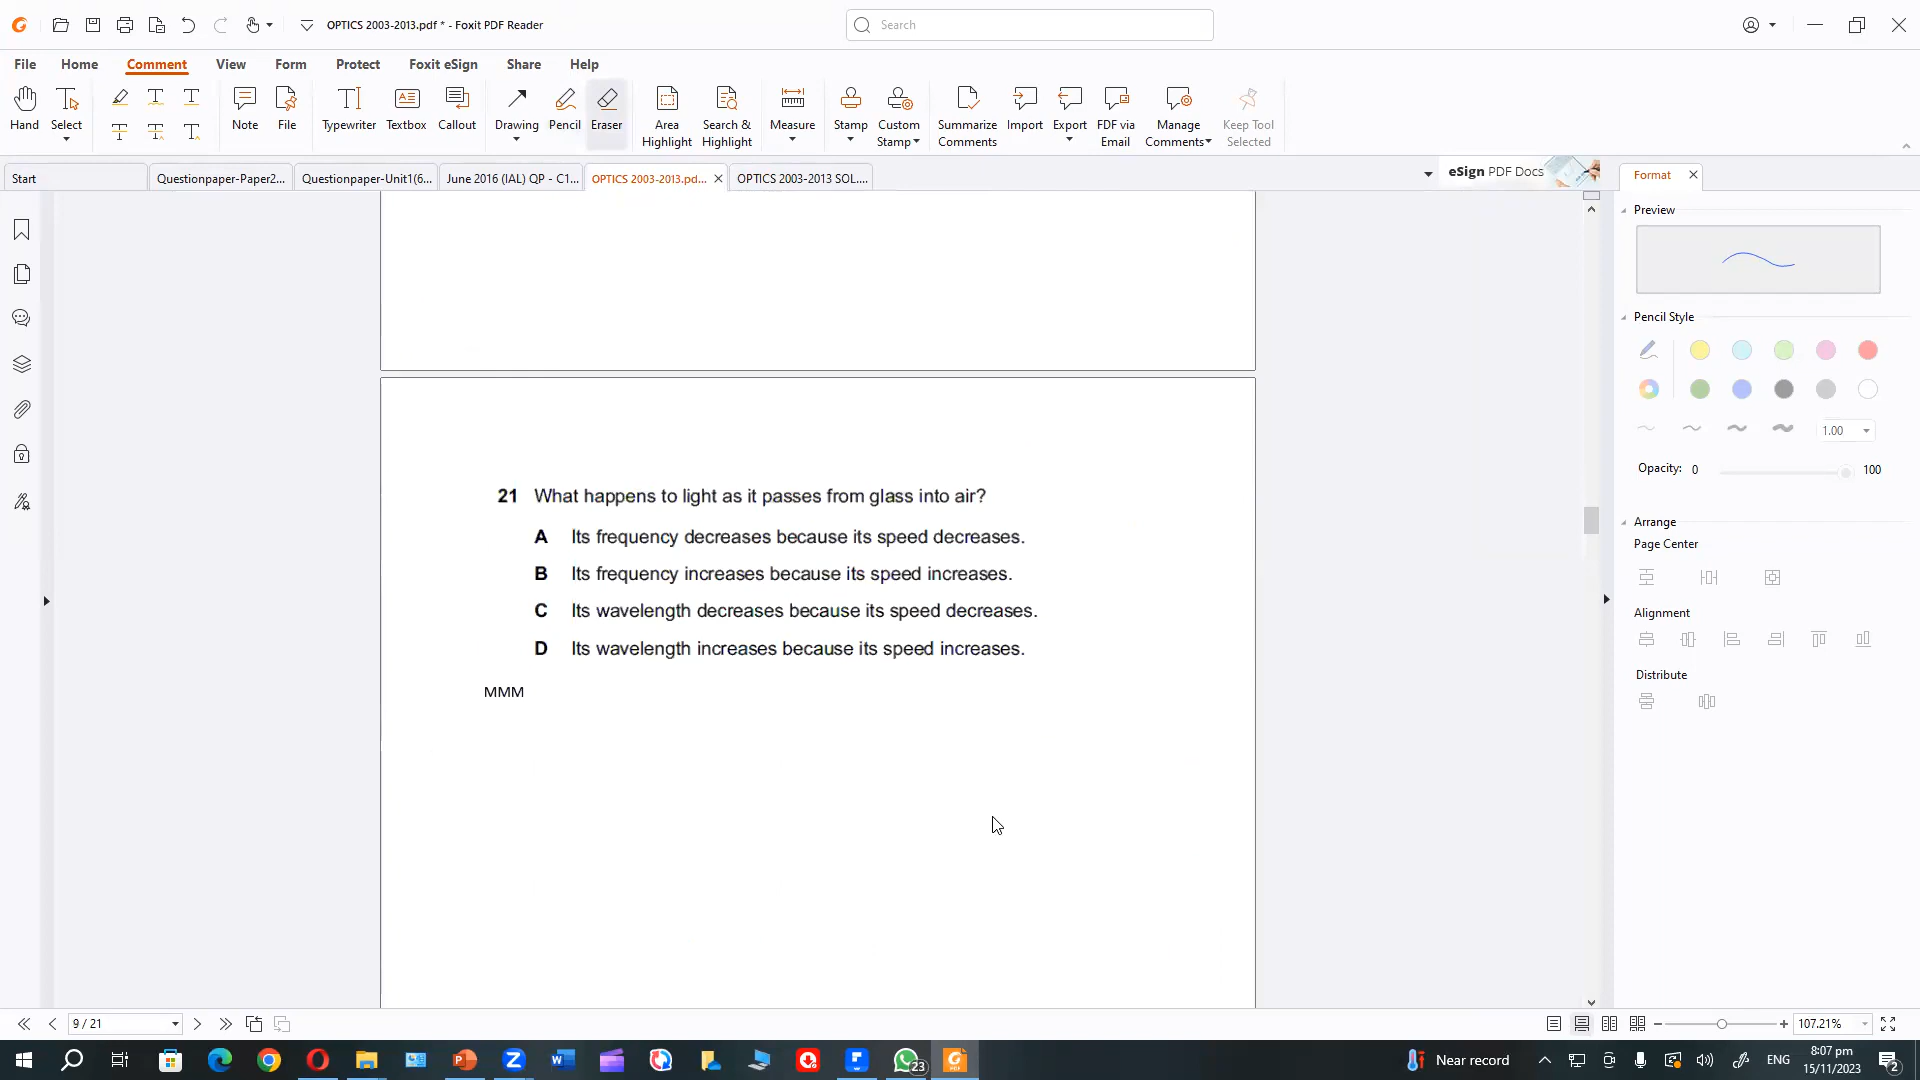 OPTICS 2003-2013.pdf * - Foxit PDF Reader
Search
File Home Comment View Form Protect Foxit eSign Share Help
Hand Select Note File Typewriter Textbox Callout Drawing Pencil Eraser Area Highlight Search & Highlight Measure Stamp Custom Stamp Summarize Comments Import Export FDF via Email Manage Comments Keep Tool Selected
Start Questionpaper-Paper2... Questionpaper-Unit1(6... June 2016 (IAL) QP - C1... OPTICS 2003-2013.pd... OPTICS 2003-2013 SOL.... eSign PDF Docs
Format
Preview
Pencil Style
1.00
Opacity: 0 100
Arrange
Page Center
Alignment
Distribute
21 What happens to light as it passes from glass into air?
A Its frequency decreases because its speed decreases.
B Its frequency increases because its speed increases.
C Its wavelength decreases because its speed decreases.
D Its wavelength increases because its speed increases.
MMM
9 / 21
107.21%
23
Near record
ENG
8:07 pm
15/11/2023
2